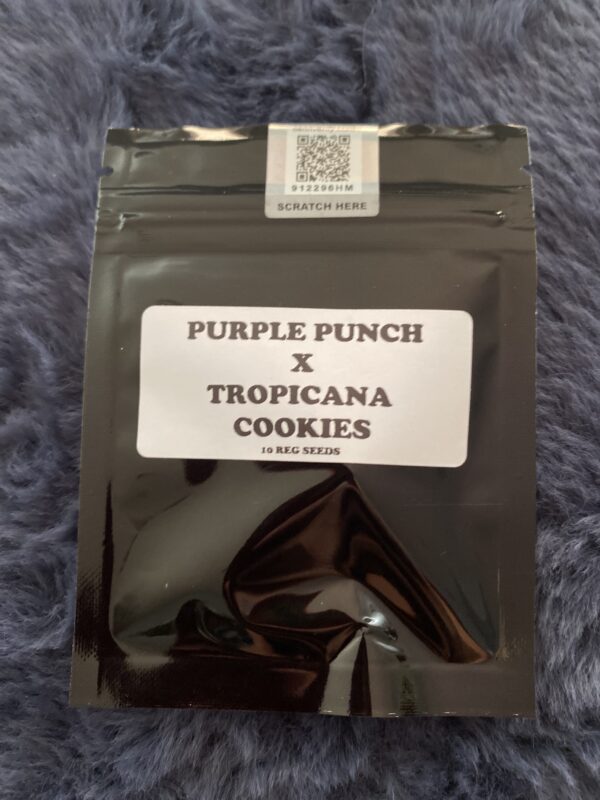 912296HM
SCRATCH HERE
PURPLE PUNCH
X
TROPICANA
COOKIES
10 REG SEEDS